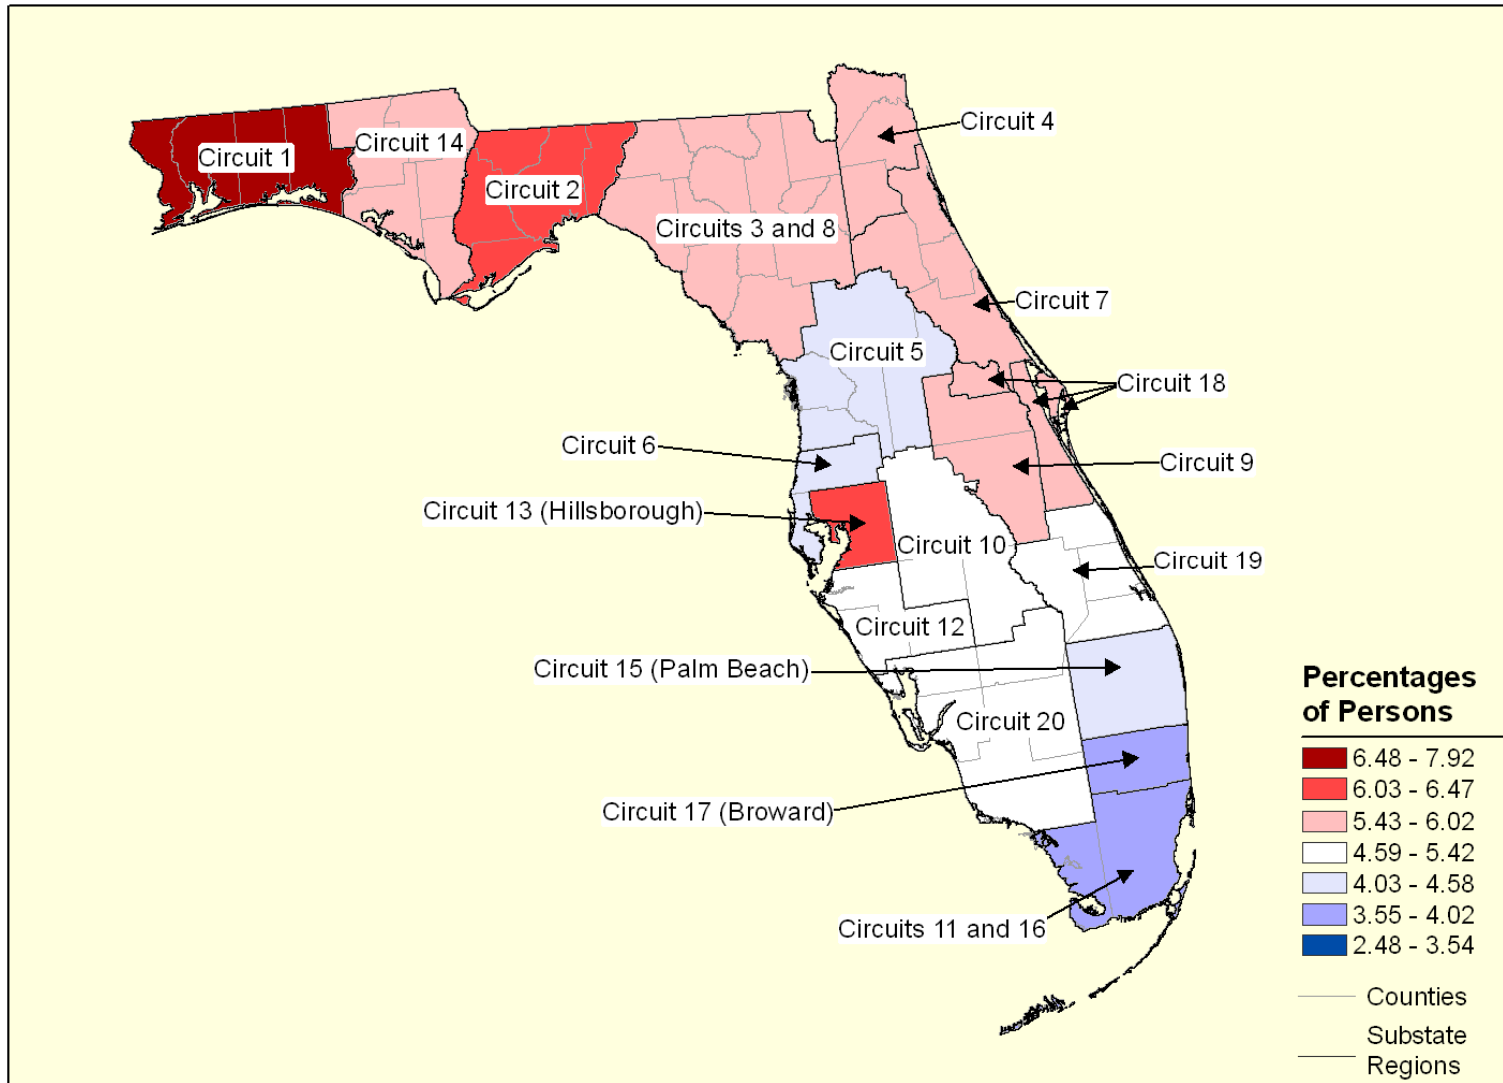 Circuit 4
Circuit 1
Circuit 14
Circuit 2
Circuits 3 and 8
Circuit 7
Circuit 5
Circuit 18
Circuit 6
Circuit 9
Circuit 13 (Hillsborough)
Circuit 10
Circuit 19
Circuit 12
Circuit 15 (Palm Beach)
Circuit 20
Circuit 17 (Broward)
Circuits 11 and 16
Percentages
of Persons
6.48 - 7.92
6.03 - 6.47
5.43 - 6.02
4.59 - 5.42
4.03 - 4.58
3.55 - 4.02
2.48 - 3.54
Counties
Substate
Regions